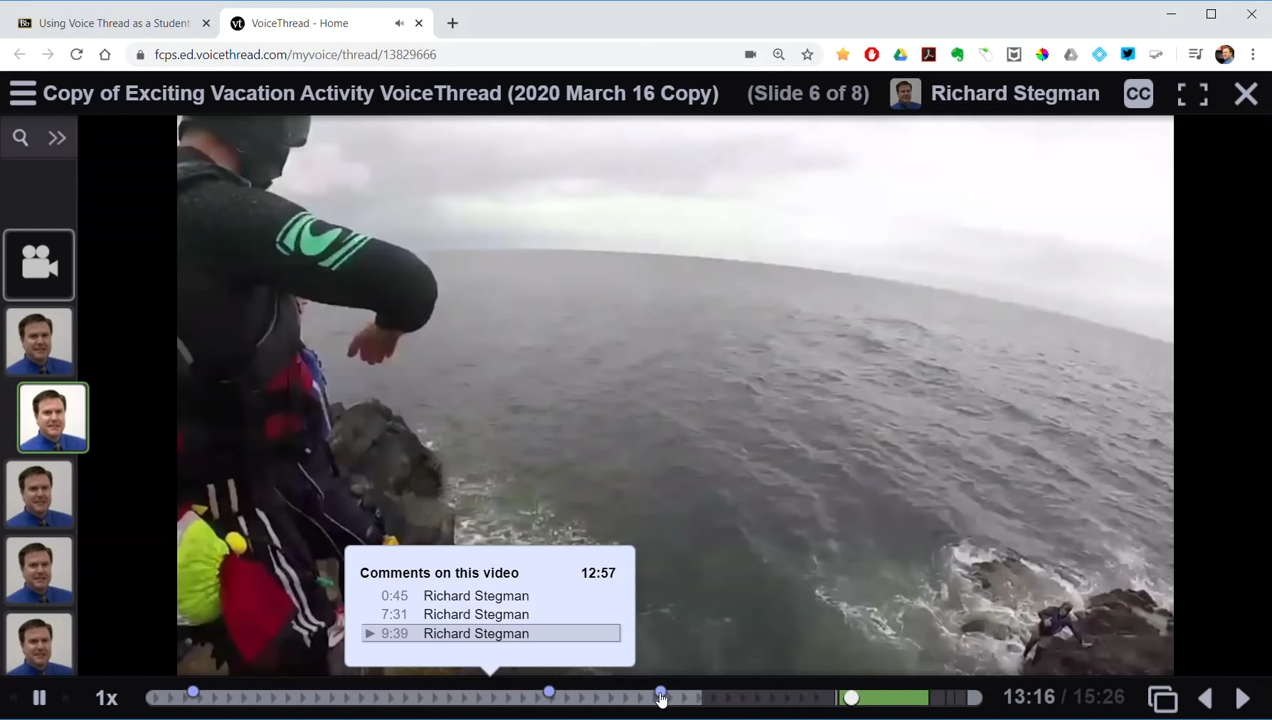 Bb Using Voice Thread as a Student
vt VoiceThread - Home
fcps.ed.voicethread.com/myvoice/thread/13829666
Copy of Exciting Vacation Activity VoiceThread (2020 March 16 Copy) (Slide 6 of 8) Richard Stegman CC
Comments on this video 12:57
0:45 Richard Stegman
7:31 Richard Stegman
9:39 Richard Stegman
1x 13:16 / 15:26